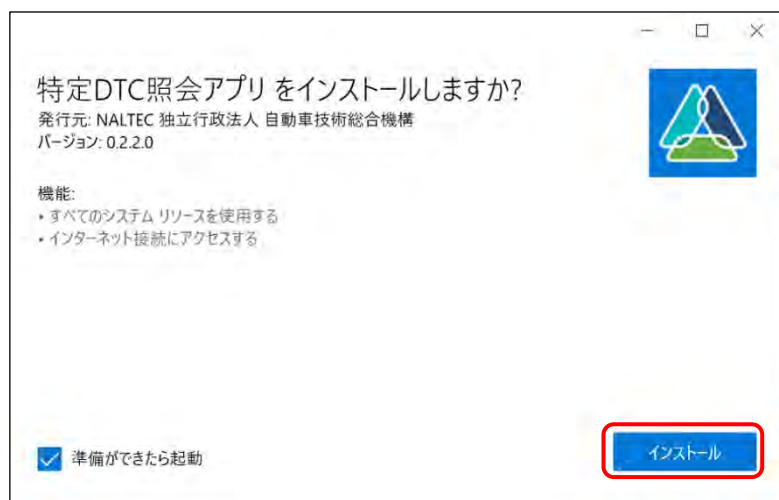 特定DTC照会アプリ をインストールしますか?
発行元: NALTEC 独立行政法人 自動車技術総合機構
バージョン: 0.2.2.0
機能:
• すべてのシステム リソースを使用する
• インターネット接続にアクセスする
準備ができたら起動
インストール